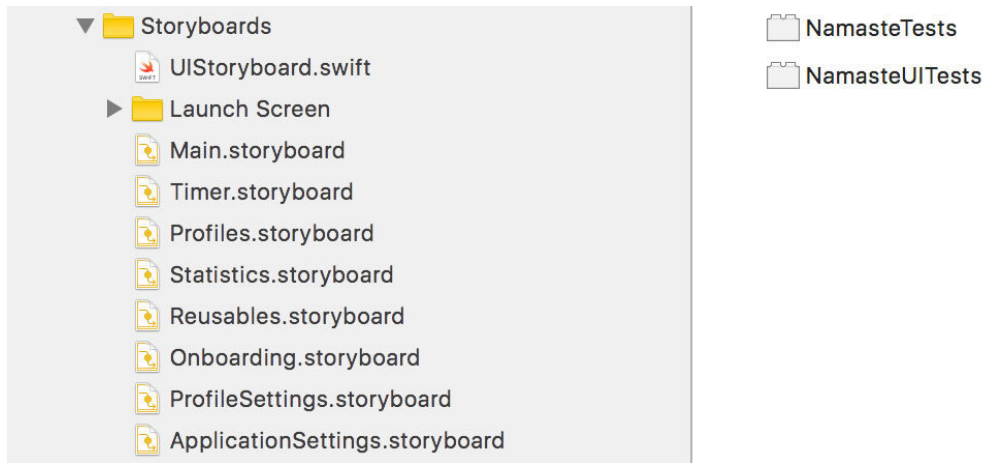 Storyboards
UIStoryboard.swift
Launch Screen
Main.storyboard
Timer.storyboard
Profiles.storyboard
Statistics.storyboard
Reusables.storyboard
Onboarding.storyboard
ProfileSettings.storyboard
ApplicationSettings.storyboard
NamasteTests
NamasteUITests